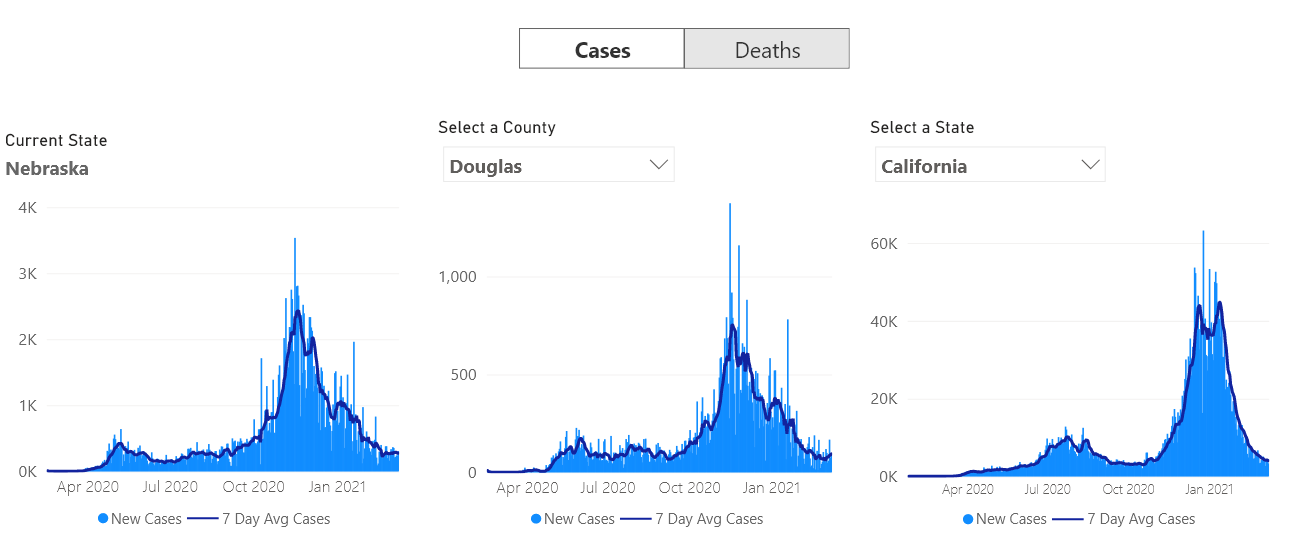 Cases Deaths
Current State
Nebraska
4K
3K
2K
1K
0K
Apr 2020 Jul 2020 Oct 2020 Jan 2021
New Cases 7 Day Avg Cases
Select a County
Douglas
1,000
500
0
Apr 2020 Jul 2020 Oct 2020 Jan 2021
New Cases 7 Day Avg Cases
Select a State
California
60K
40K
20K
0K
Apr 2020 Jul 2020 Oct 2020 Jan 2021
New Cases 7 Day Avg Cases